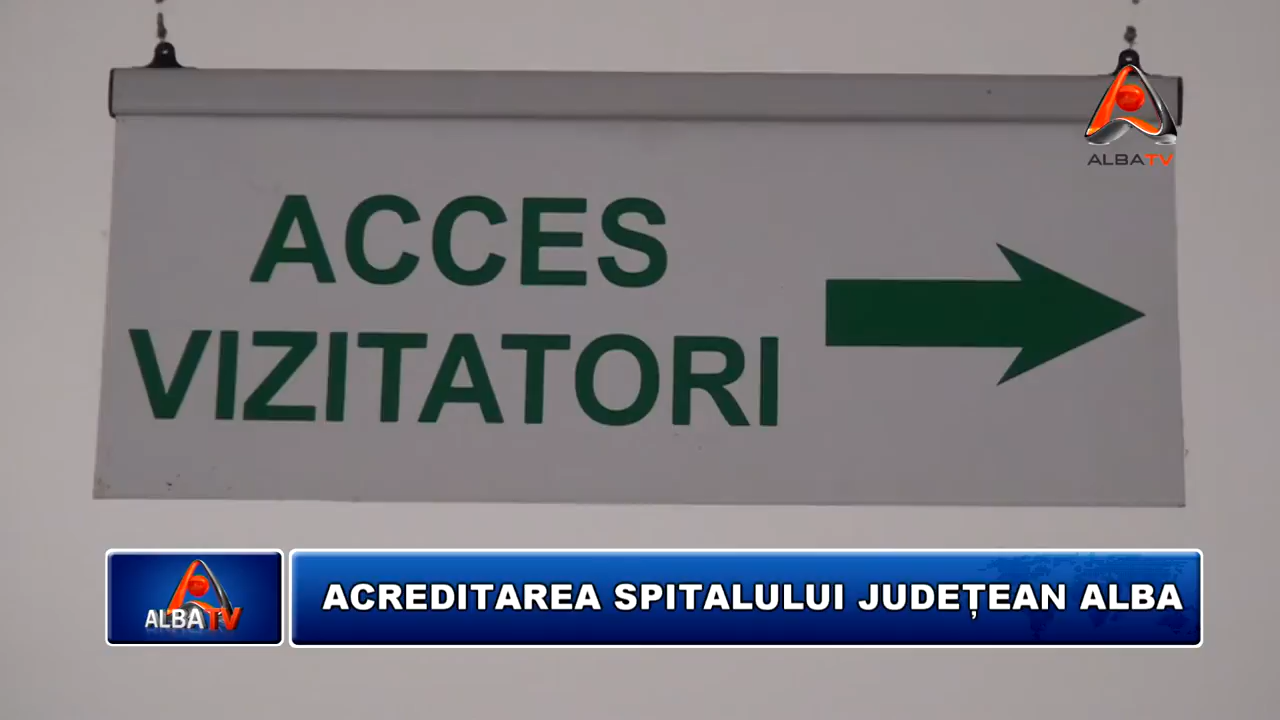 ALBATV
ACCES
VIZITATORI
ALBATV
ACREDITAREA SPITALULUI JUDEȚEAN ALBA